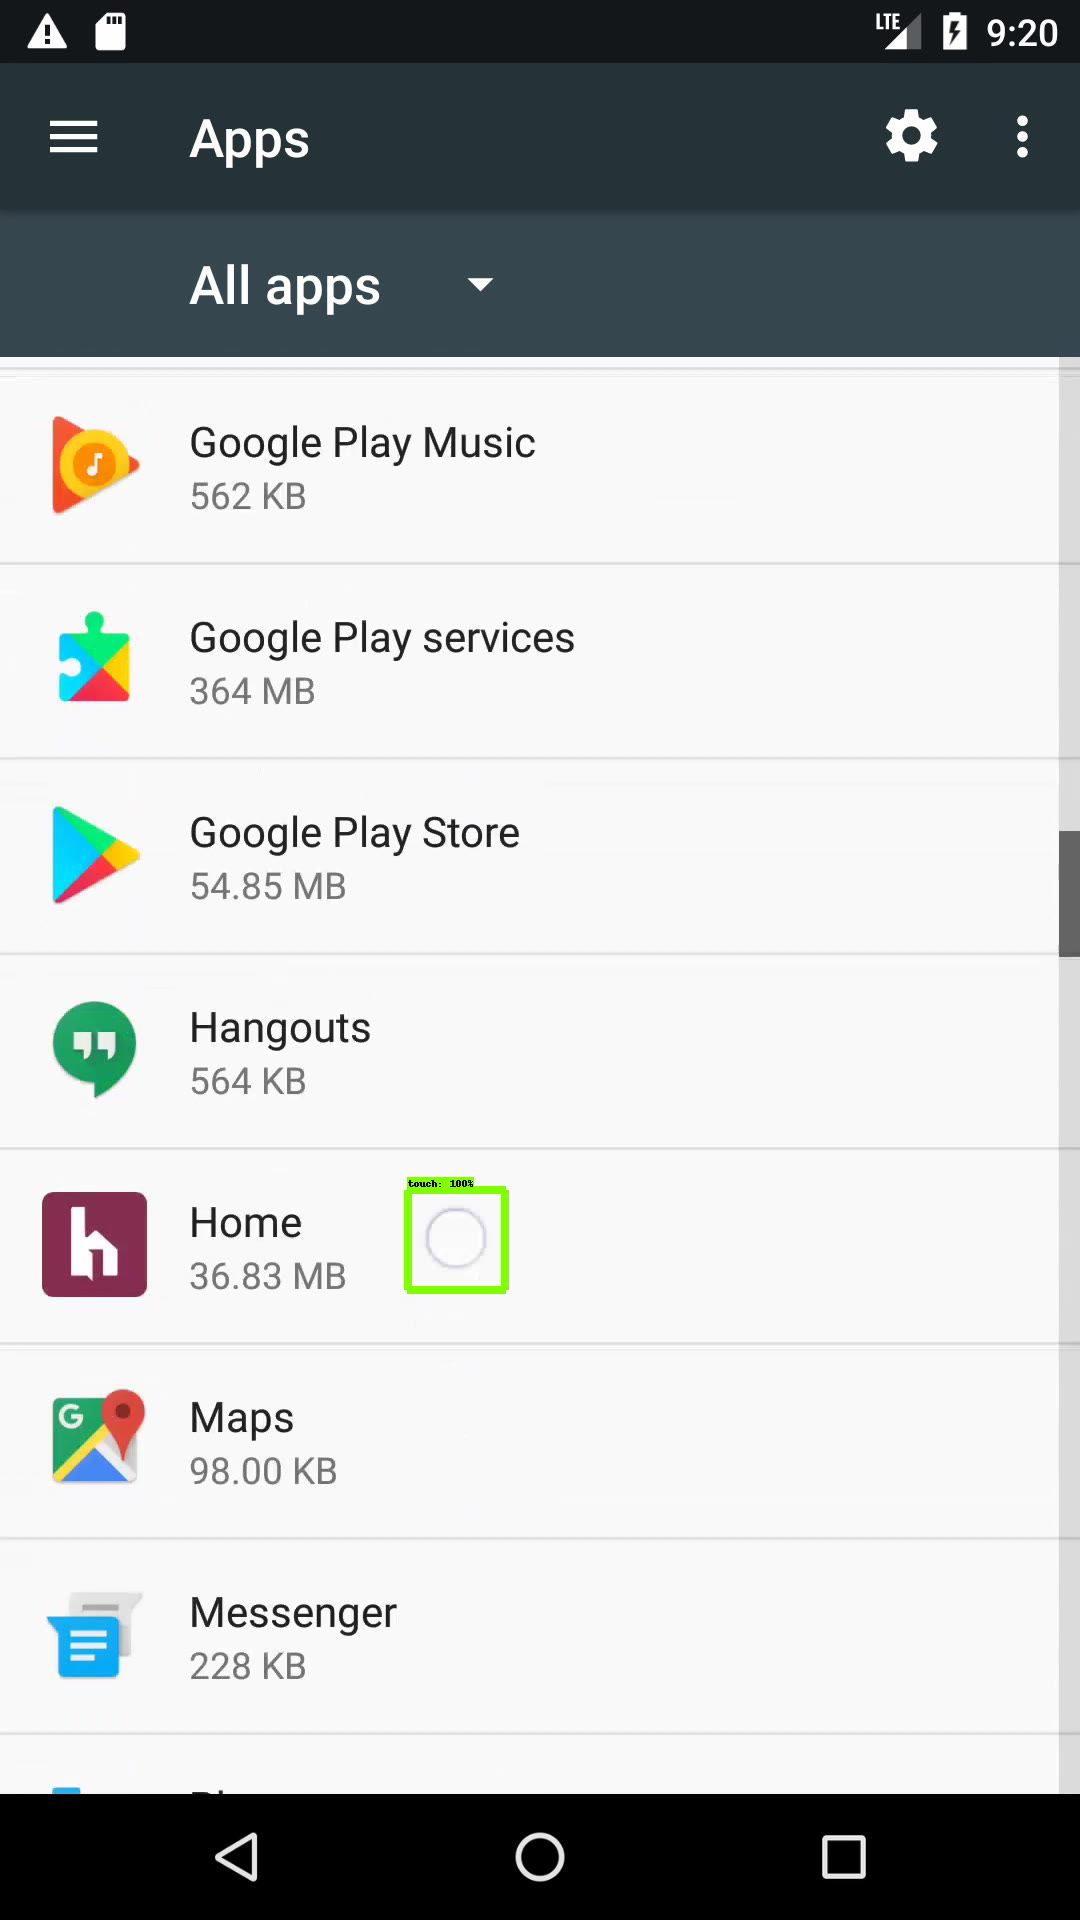 LTE 9:20
Apps
All apps
Google Play Music
562 KB
Google Play services
364 MB
Google Play Store
54.85 MB
Hangouts
564 KB
touch: 100%
Home
36.83 MB
G
Maps
98.00 KB
Messenger
228 KB